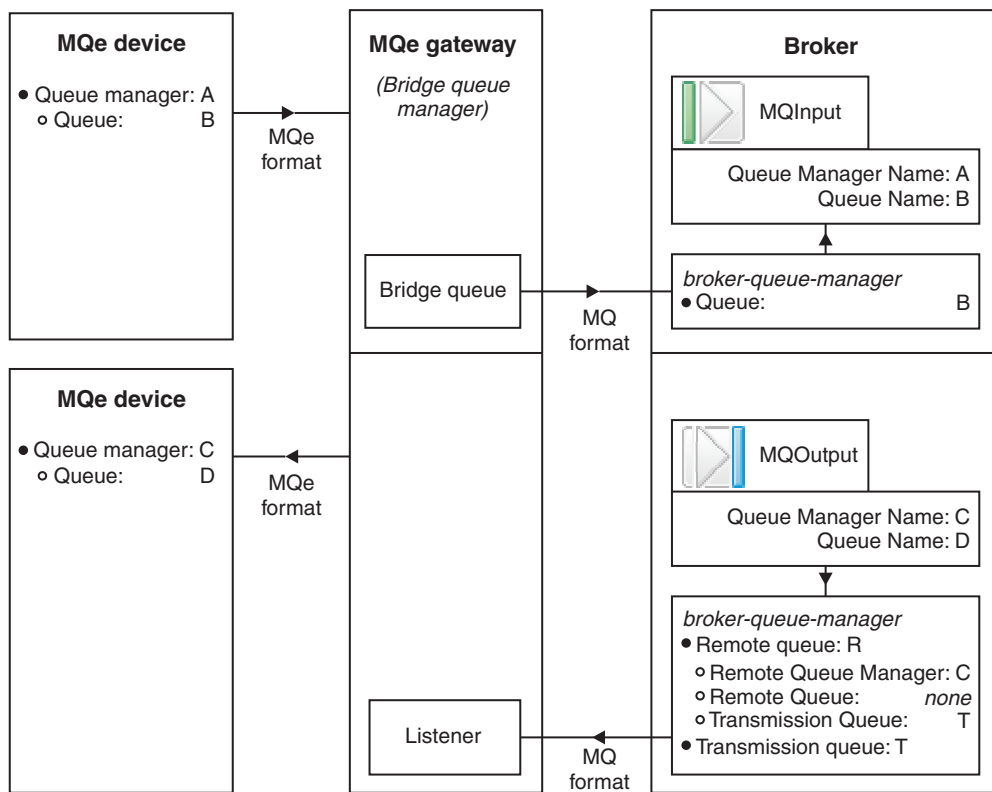 MQe device
● Queue manager: A
○ Queue: B
MQe
format
MQe gateway
(Bridge queue
manager)
Bridge queue
MQ
format
Broker
MQInput
Queue Manager Name: A
Queue Name: B
broker-queue-manager
● Queue: B
MQe device
● Queue manager: C
○ Queue: D
MQe
format
Listener
MQ
format
MQOutput
Queue Manager Name: C
Queue Name: D
broker-queue-manager
● Remote queue: R
○ Remote Queue Manager: C
○ Remote Queue: none
○ Transmission Queue: T
● Transmission queue: T